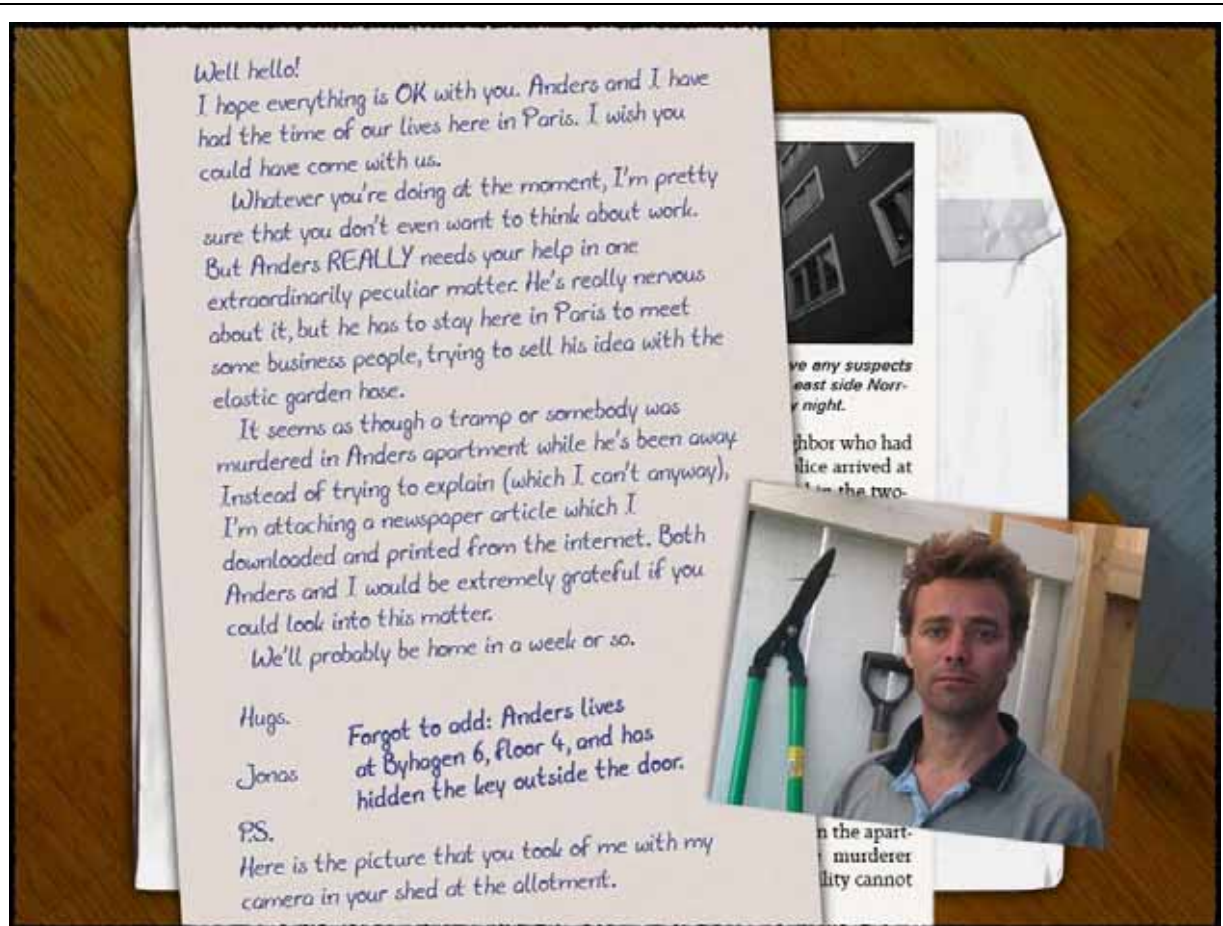 Well hello!
I hope everything is OK with you. Anders and I have
had the time of our lives here in Paris. I wish you
could have come with us.
Whatever you're doing at the moment, I'm pretty
sure that you don't even want to think about work.
But Anders REALLY needs your help in one
extraordinarily peculiar matter. He's really nervous
about it, but he has to stay here in Paris to meet
some business people, trying to sell his idea with the
elastic garden hose.
It seems as though a tramp or somebody was
murdered in Anders apartment while he's been away.
Instead of trying to explain (which I can't anyway),
I'm attaching a newspaper article which I
downloaded and printed from the internet. Both
Anders and I would be extremely grateful if you
could look into this matter.
We'll probably be home in a week or so.
Hugs.
Jonas
Forgot to add: Anders lives
at Byhagen 6, floor 4, and has
hidden the key outside the door.
P.S.
Here is the picture that you took of me with my
camera in your shed at the allotment.
ve any suspects
east side Norr-
y night.
hbor who had
lice arrived at
in the two-
n the apart-
murderer
lity cannot